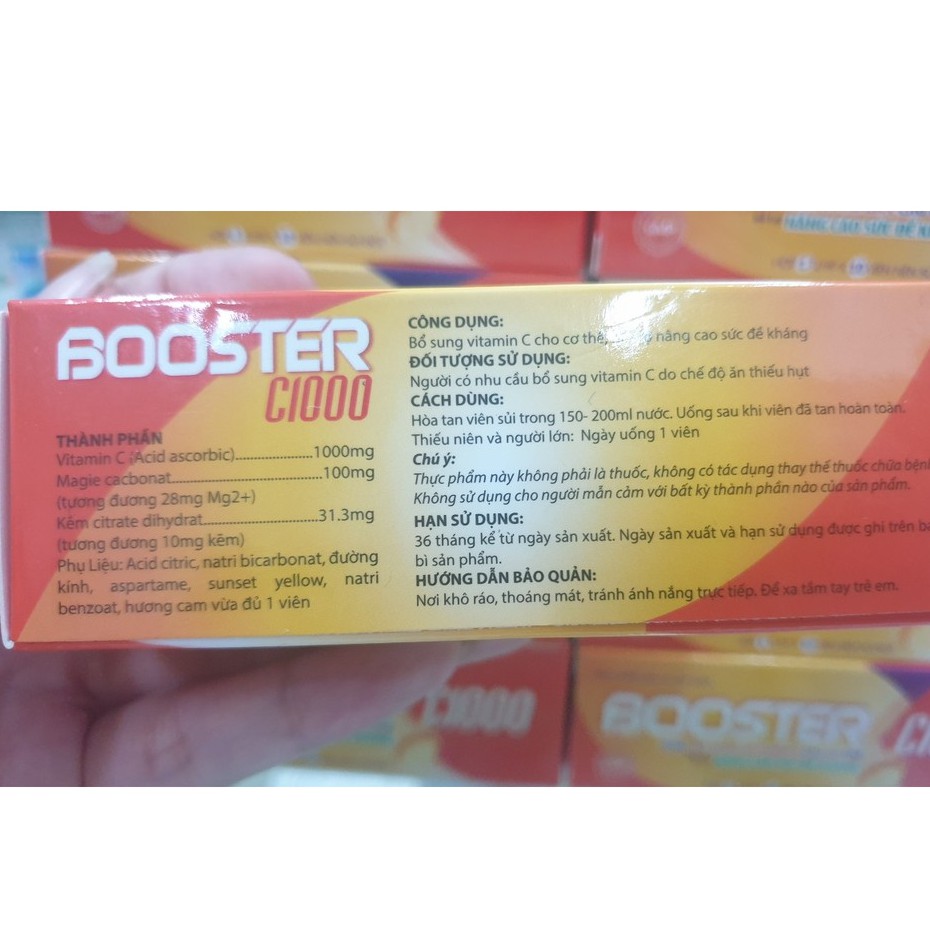 NÂNG CAO SỨC ĐỀ K
BOOSTER
C1000
THÀNH PHẦN
Vitamin C (Acid ascorbic)......................1000mg
Magie cacbonat...........................................100mg
(tương đương 28mg Mg2+)
Kẽm citrate dihydrat................................31.3mg
(tương đương 10mg kẽm)
Phụ Liệu: Acid citric, natri bicarbonat, đường
kính, aspartame, sunset yellow, natri
benzoat, hương cam vừa đủ 1 viên
CÔNG DỤNG:
Bổ sung vitamin C cho cơ thể, nâng cao sức đề kháng
ĐỐI TƯỢNG SỬ DỤNG:
Người có nhu cầu bổ sung vitamin C do chế độ ăn thiếu hụt
CÁCH DÙNG:
Hòa tan viên sủi trong 150- 200ml nước. Uống sau khi viên đã tan hoàn toàn.
Thiếu niên và người lớn: Ngày uống 1 viên
Chú ý:
Thực phẩm này không phải là thuốc, không có tác dụng thay thế thuốc chữa bện
Không sử dụng cho người mẫn cảm với bất kỳ thành phần nào của sản phẩm.
HẠN SỬ DỤNG:
36 tháng kể từ ngày sản xuất. Ngày sản xuất và hạn sử dụng được ghi trên ba
bì sản phẩm.
HƯỚNG DẪN BẢO QUẢN:
Nơi khô ráo, thoáng mát, tránh ánh nắng trực tiếp. Để xa tầm tay trẻ em.
C1000
BOOSTER
C1